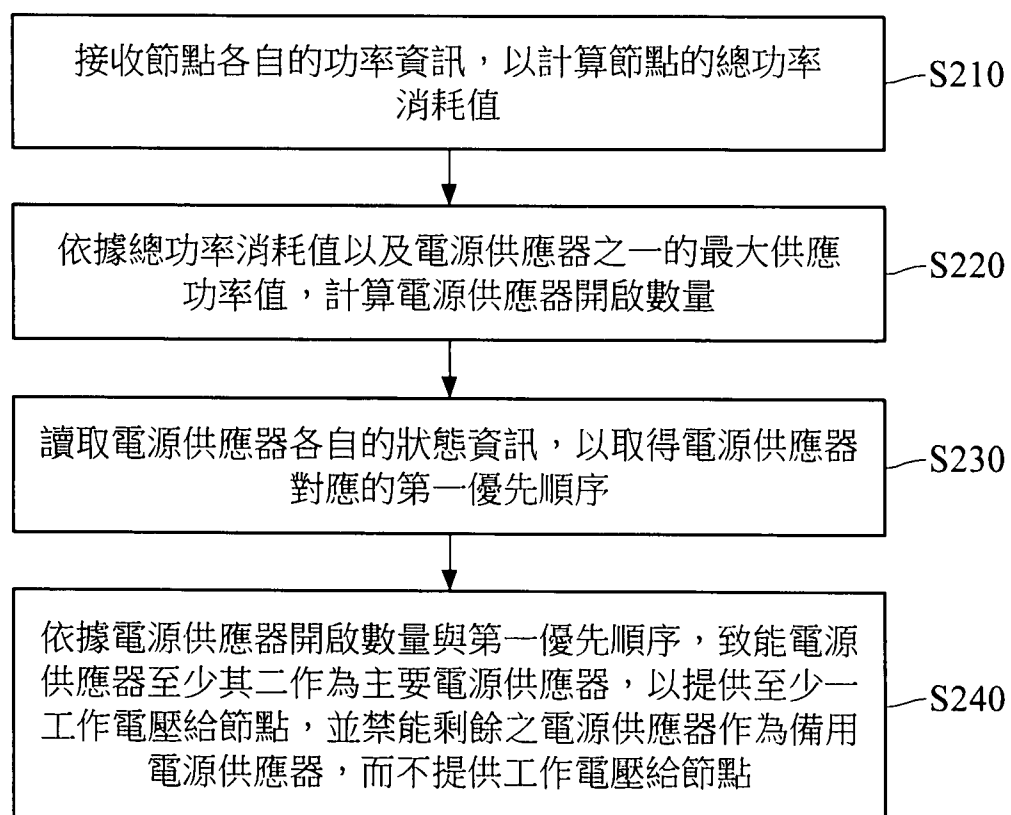 接收節點各自的功率資訊，以計算節點的總功率
消耗值
S210
依據總功率消耗值以及電源供應器之一的最大供應
功率值，計算電源供應器開啟數量
S220
讀取電源供應器各自的狀態資訊，以取得電源供應器
對應的第一優先順序
S230
依據電源供應器開啟數量與第一優先順序，致能電源
供應器至少其二作為主要電源供應器，以提供至少一
工作電壓給節點，並禁能剩餘之電源供應器作為備用
電源供應器，而不提供工作電壓給節點
S240